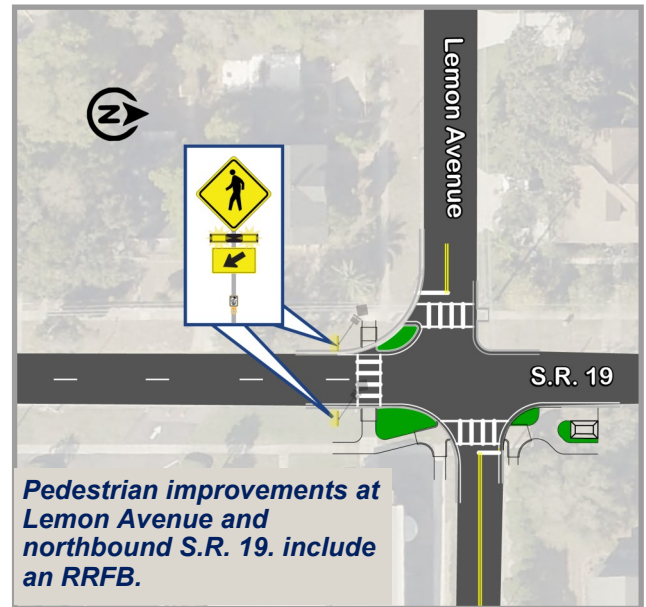 Lemon Avenue
N
S.R. 19
Pedestrian improvements at
Lemon Avenue and
northbound S.R. 19. include
an RRFB.